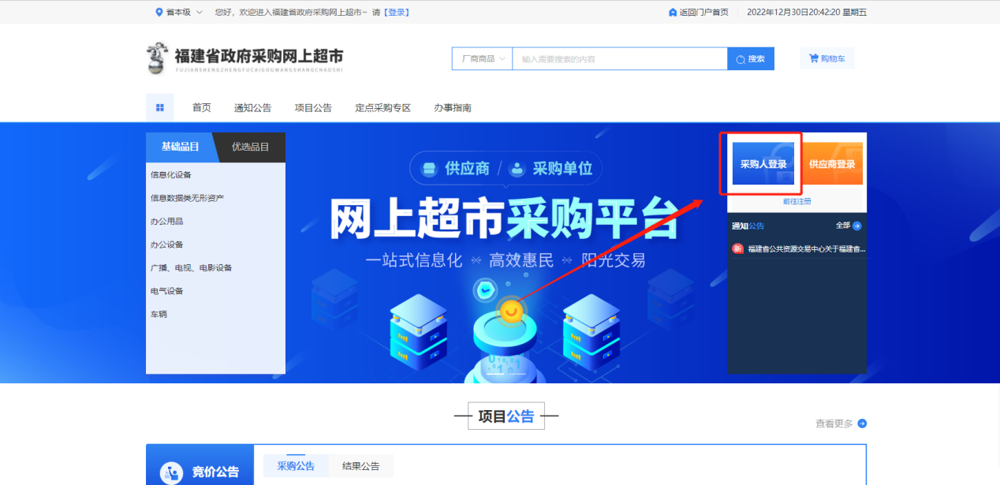 省本级 您好，欢迎进入福建省政府采购网上超市~ 请【登录】 返回门户首页 2022年12月30日20:42:20 星期五
福建省政府采购网上超市
FUJIANSHENGZHENGFUCAIGOUWANGSHANGCHAOSHI
厂商商品 输入需要搜索的内容 搜索 购物车
首页 通知公告 项目公告 定点采购专区 办事指南
基础品目 优选品目
信息化设备
信息数据类无形资产
办公用品
办公设备
广播、电视、电影设备
电气设备
车辆
供应商 / 采购单位
网上超市采购平台
一站式信息化 高效惠民 阳光交易
采购人登录 供应商登录
前往注册
通知公告 全部
新 福建省公共资源交易中心关于福建省...
项目公告
查看更多
竞价公告 采购公告 结果公告